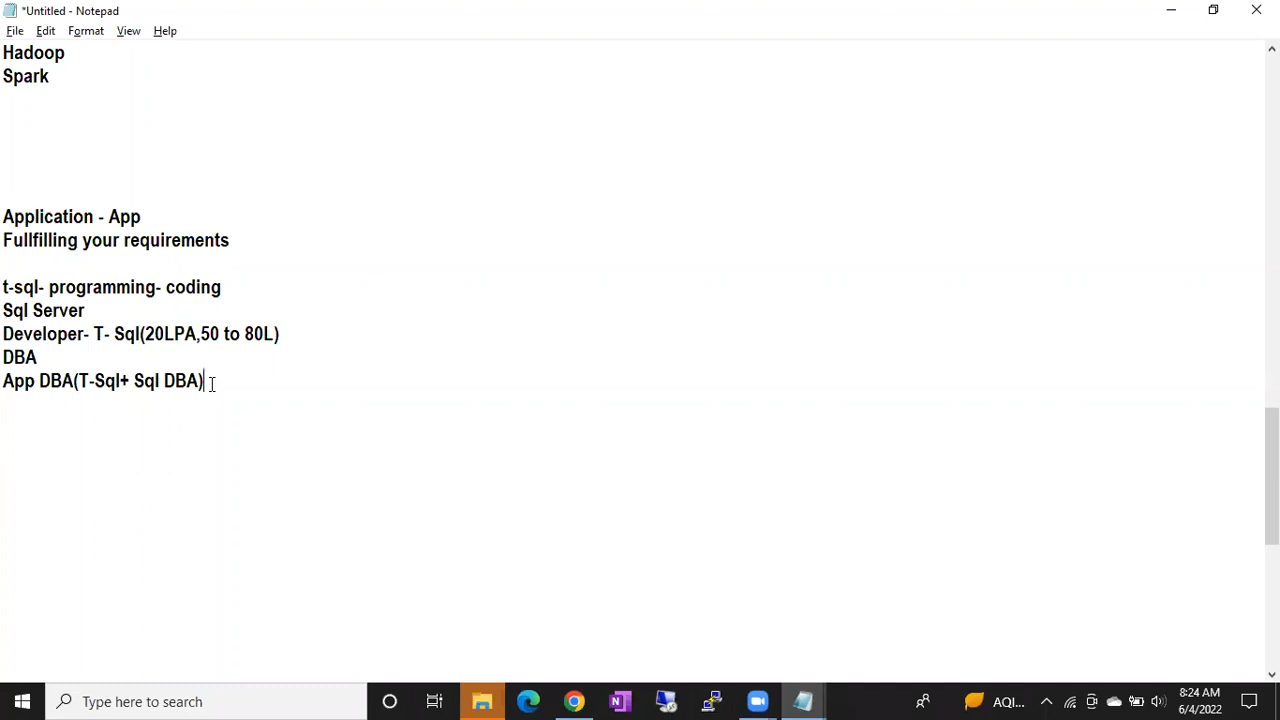 *Untitled - Notepad
File Edit Format View Help
Hadoop
Spark
Application - App
Fullfilling your requirements
t-sql- programming- coding
Sql Server
Developer- T- Sql(20LPA,50 to 80L)
DBA
App DBA(T-Sql+ Sql DBA)
Type here to search
AQI...
8:24 AM
6/4/2022